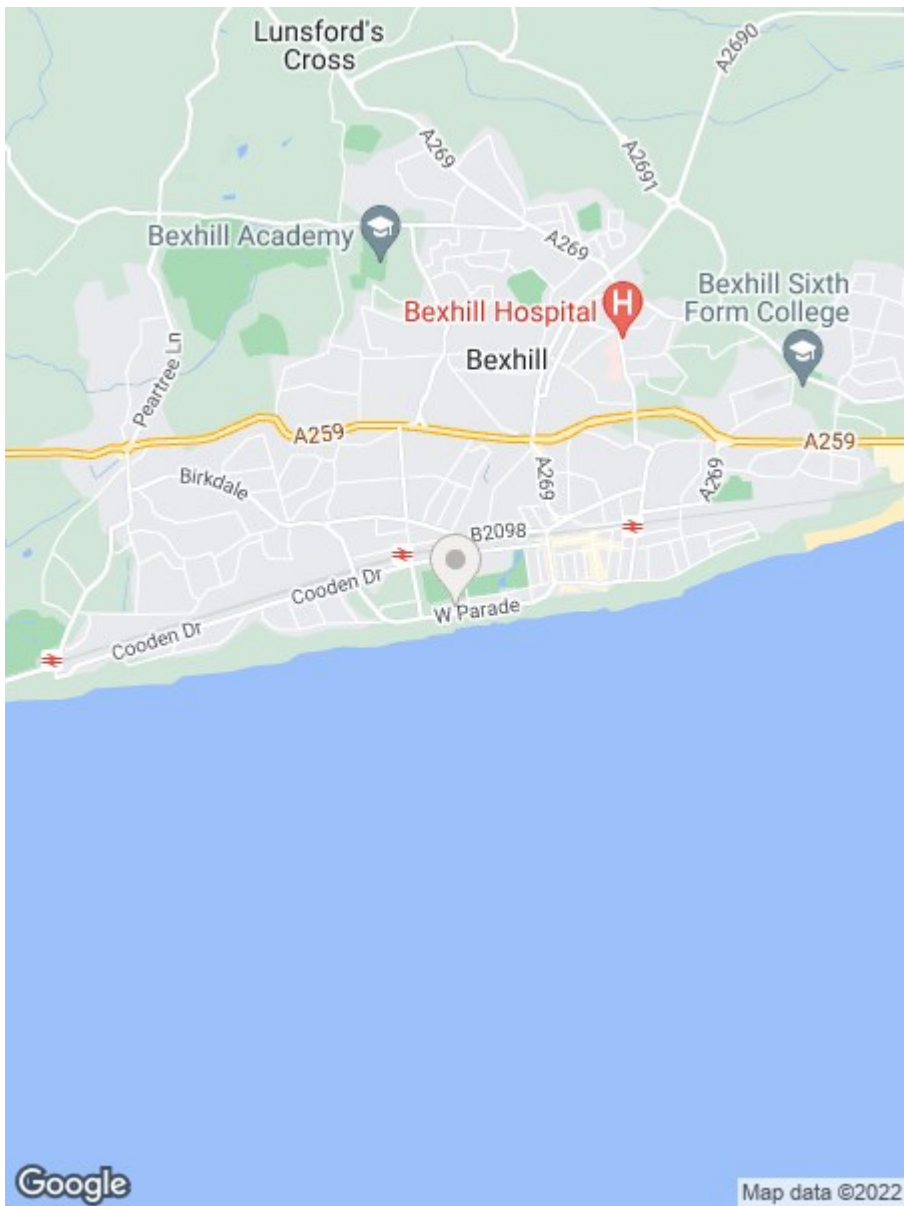 Lunsford's
Cross
A2690
A269
A2691
Bexhill Academy
A269
Bexhill Sixth
Form College
Bexhill Hospital
H
Bexhill
Peartree Ln
A259
A259
Birkdale
A269
A269
B2098
Cooden Dr
W Parade
Cooden Dr
Google
Map data ©2022